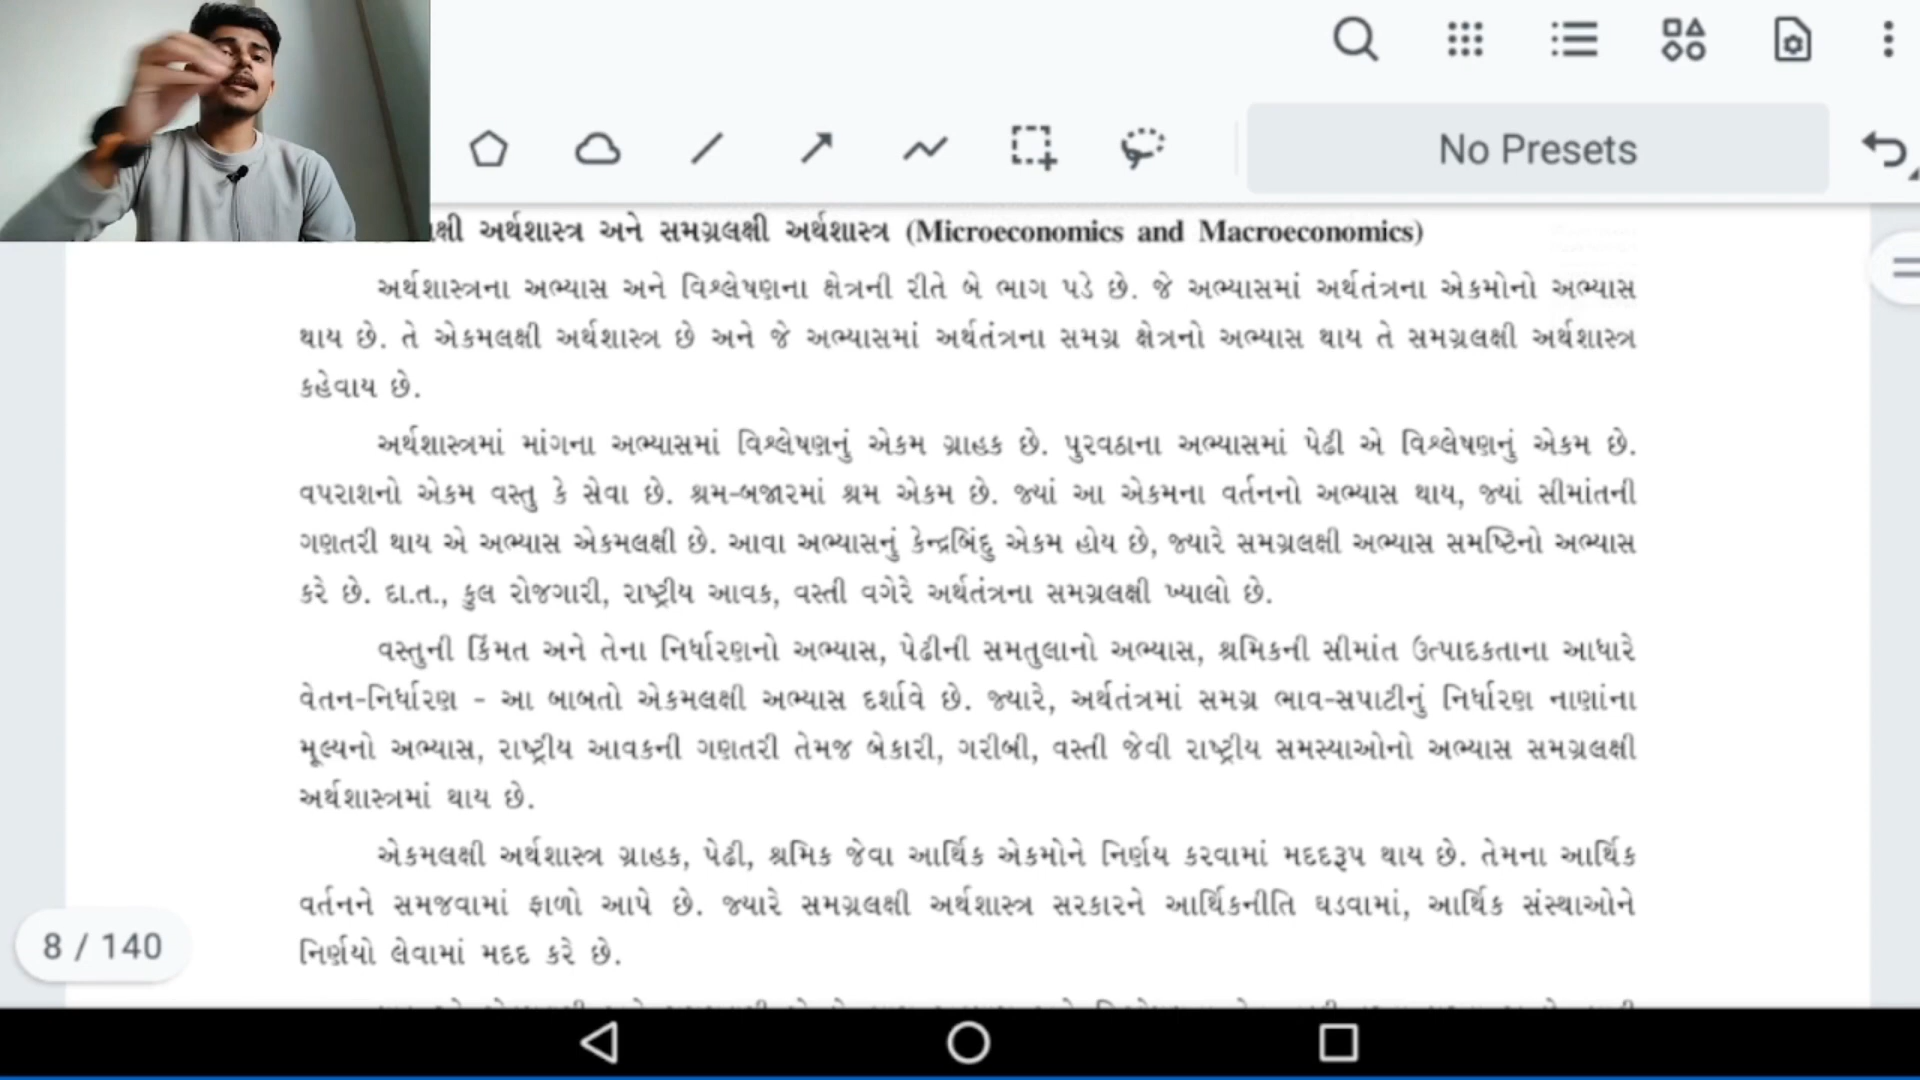 No Presets
અર્થશાસ્ત્ર અને સમગ્રલક્ષી અર્થશાસ્ત્ર (Microeconomics and Macroeconomics)
અર્થશાસ્ત્રના અભ્યાસ અને વિશ્લેષણના ક્ષેત્રની રીતે બે ભાગ પડે છે. જે અભ્યાસમાં અર્થતંત્રના એકમોનો અભ્યાસ
થાય છે. તે એકમલક્ષી અર્થશાસ્ત્ર છે અને જે અભ્યાસમાં અર્થતંત્રના સમગ્ર ક્ષેત્રનો અભ્યાસ થાય તે સમગ્રલક્ષી અર્થશાસ્ત્ર
કહેવાય છે.
અર્થશાસ્ત્રમાં માંગના અભ્યાસમાં વિશ્લેષણનું એકમ ગ્રાહક છે. પુરવઠાના અભ્યાસમાં પેઢી એ વિશ્લેષણનું એકમ છે.
વપરાશનો એકમ વસ્તુ કે સેવા છે. શ્રમ-બજારમાં શ્રમ એકમ છે. જ્યાં આ એકમના વર્તનનો અભ્યાસ થાય, જ્યાં સીમાંતની
ગણતરી થાય એ અભ્યાસ એકમલક્ષી છે. આવા અભ્યાસનું કેન્દ્રબિંદુ એકમ હોય છે, જ્યારે સમગ્રલક્ષી અભ્યાસ સમષ્ટિનો અભ્યાસ
કરે છે. દા.ત., કુલ રોજગારી, રાષ્ટ્રીય આવક, વસ્તી વગેરે અર્થતંત્રના સમગ્રલક્ષી ખ્યાલો છે.
વસ્તુની કિંમત અને તેના નિર્ધારણનો અભ્યાસ, પેઢીની સમતુલાનો અભ્યાસ, શ્રમિકની સીમાંત ઉત્પાદકતાના આધારે
વેતન-નિર્ધારણ - આ બાબતો એકમલક્ષી અભ્યાસ દર્શાવે છે. જ્યારે, અર્થતંત્રમાં સમગ્ર ભાવ-સપાટીનું નિર્ધારણ નાણાંના
મૂલ્યનો અભ્યાસ, રાષ્ટ્રીય આવકની ગણતરી તેમજ બેકારી, ગરીબી, વસ્તી જેવી રાષ્ટ્રીય સમસ્યાઓનો અભ્યાસ સમગ્રલક્ષી
અર્થશાસ્ત્રમાં થાય છે.
એકમલક્ષી અર્થશાસ્ત્ર ગ્રાહક, પેઢી, શ્રમિક જેવા આર્થિક એકમોને નિર્ણય કરવામાં મદદરૂપ થાય છે. તેમના આર્થિક
વર્તનને સમજવામાં ફાળો આપે છે. જ્યારે સમગ્રલક્ષી અર્થશાસ્ત્ર સરકારને આર્થિકનીતિ ઘડવામાં, આર્થિક સંસ્થાઓને
નિર્ણયો લેવામાં મદદ કરે છે.
8 / 140